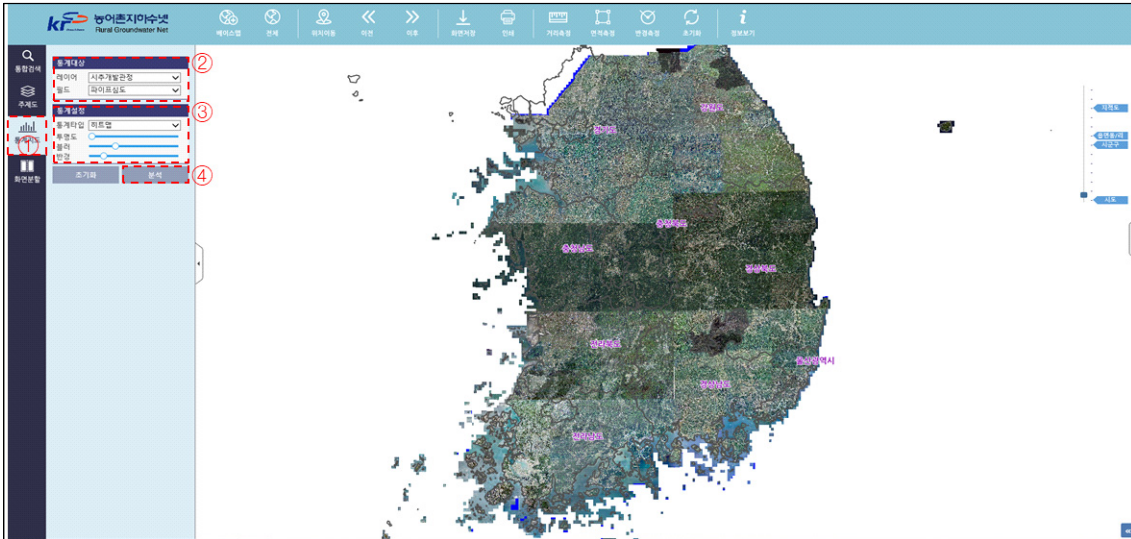 kr 농어촌지하수넷
Rural Groundwater Net
베이스맵 전체 위치이동 이전 이후 화면저장 인쇄 거리측정 면적측정 반경측정 초기화 정보보기
통합검색
주제도
통계지도
화면분할
①
통계대상 ②
레이어 시추개발관정
필드 파이프심도
통계설정 ③
통계타입 히트맵
투명도
블러
반경
초기화 분석 ④
강원도
경기도
충청북도
충청남도
경상북도
전라북도
울산광역시
경상남도
전라남도
지적도
읍면동/리
시군구
시도